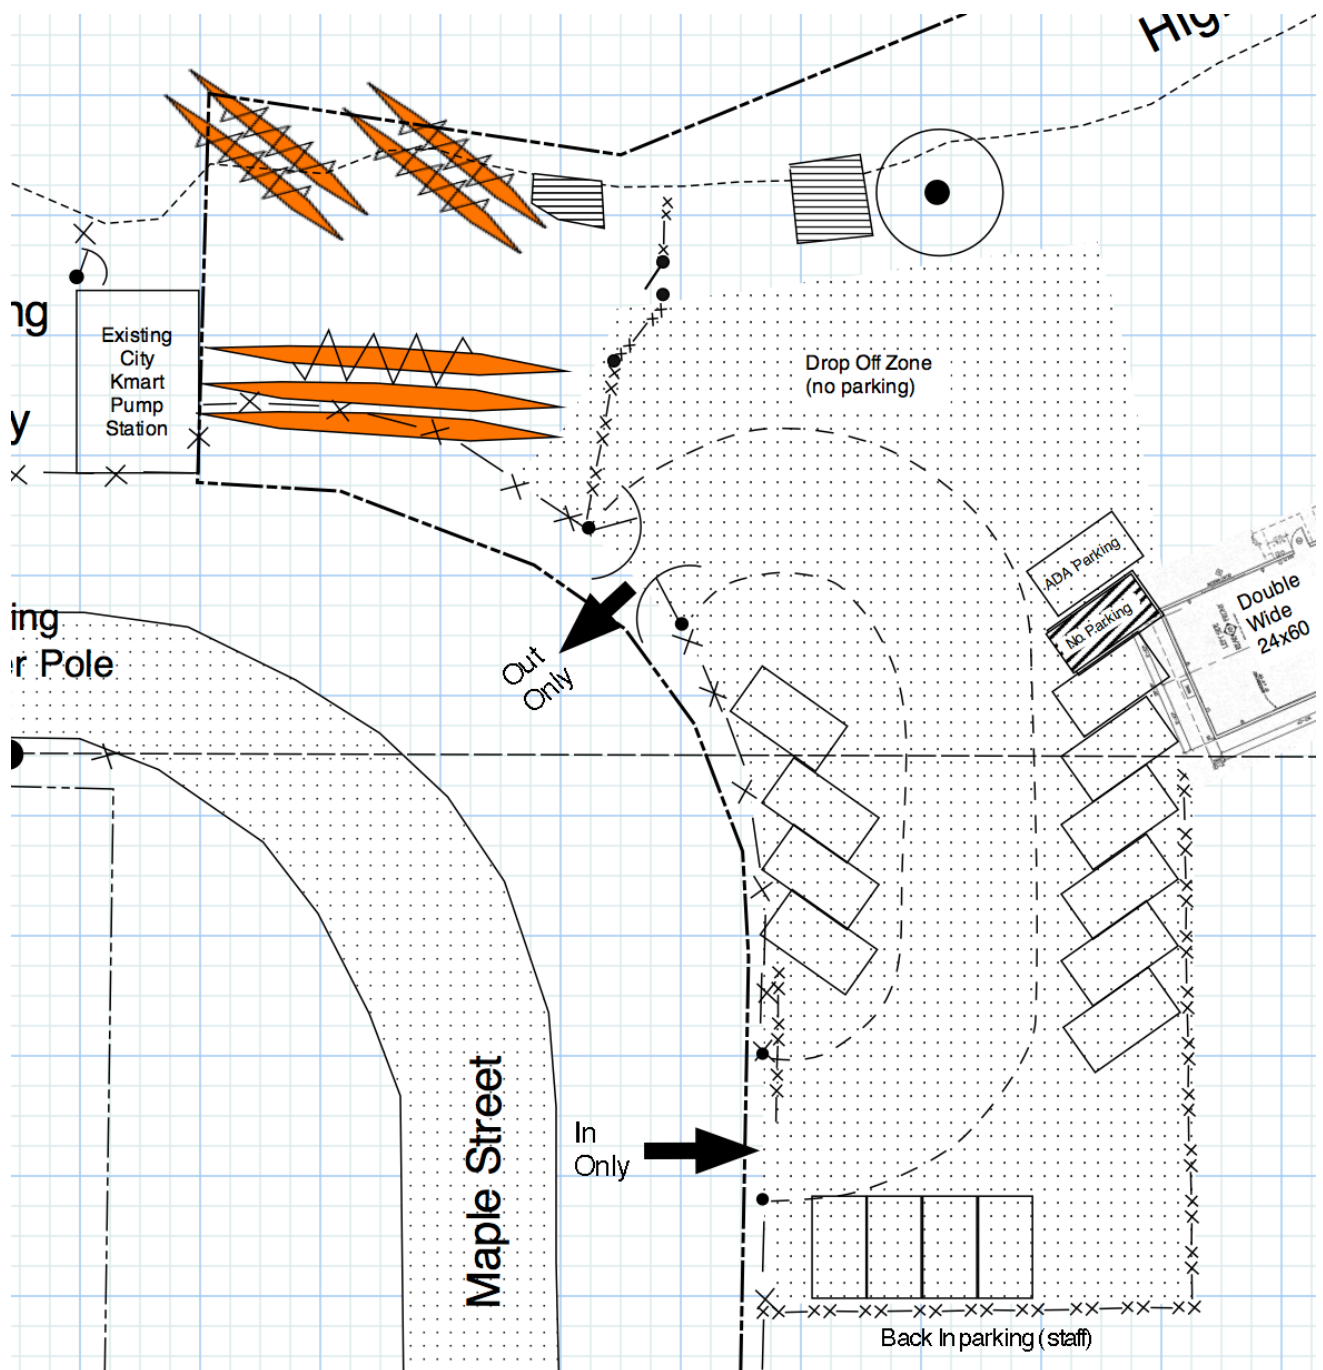 Hig
ng
Existing
City
Kmart
Pump
Station
y
Drop Off Zone
(no parking)
ADA Parking
No Parking
Double
Wide
24x60
ing
r Pole
Out
Only
Maple Street
In
Only
Back In parking (staff)